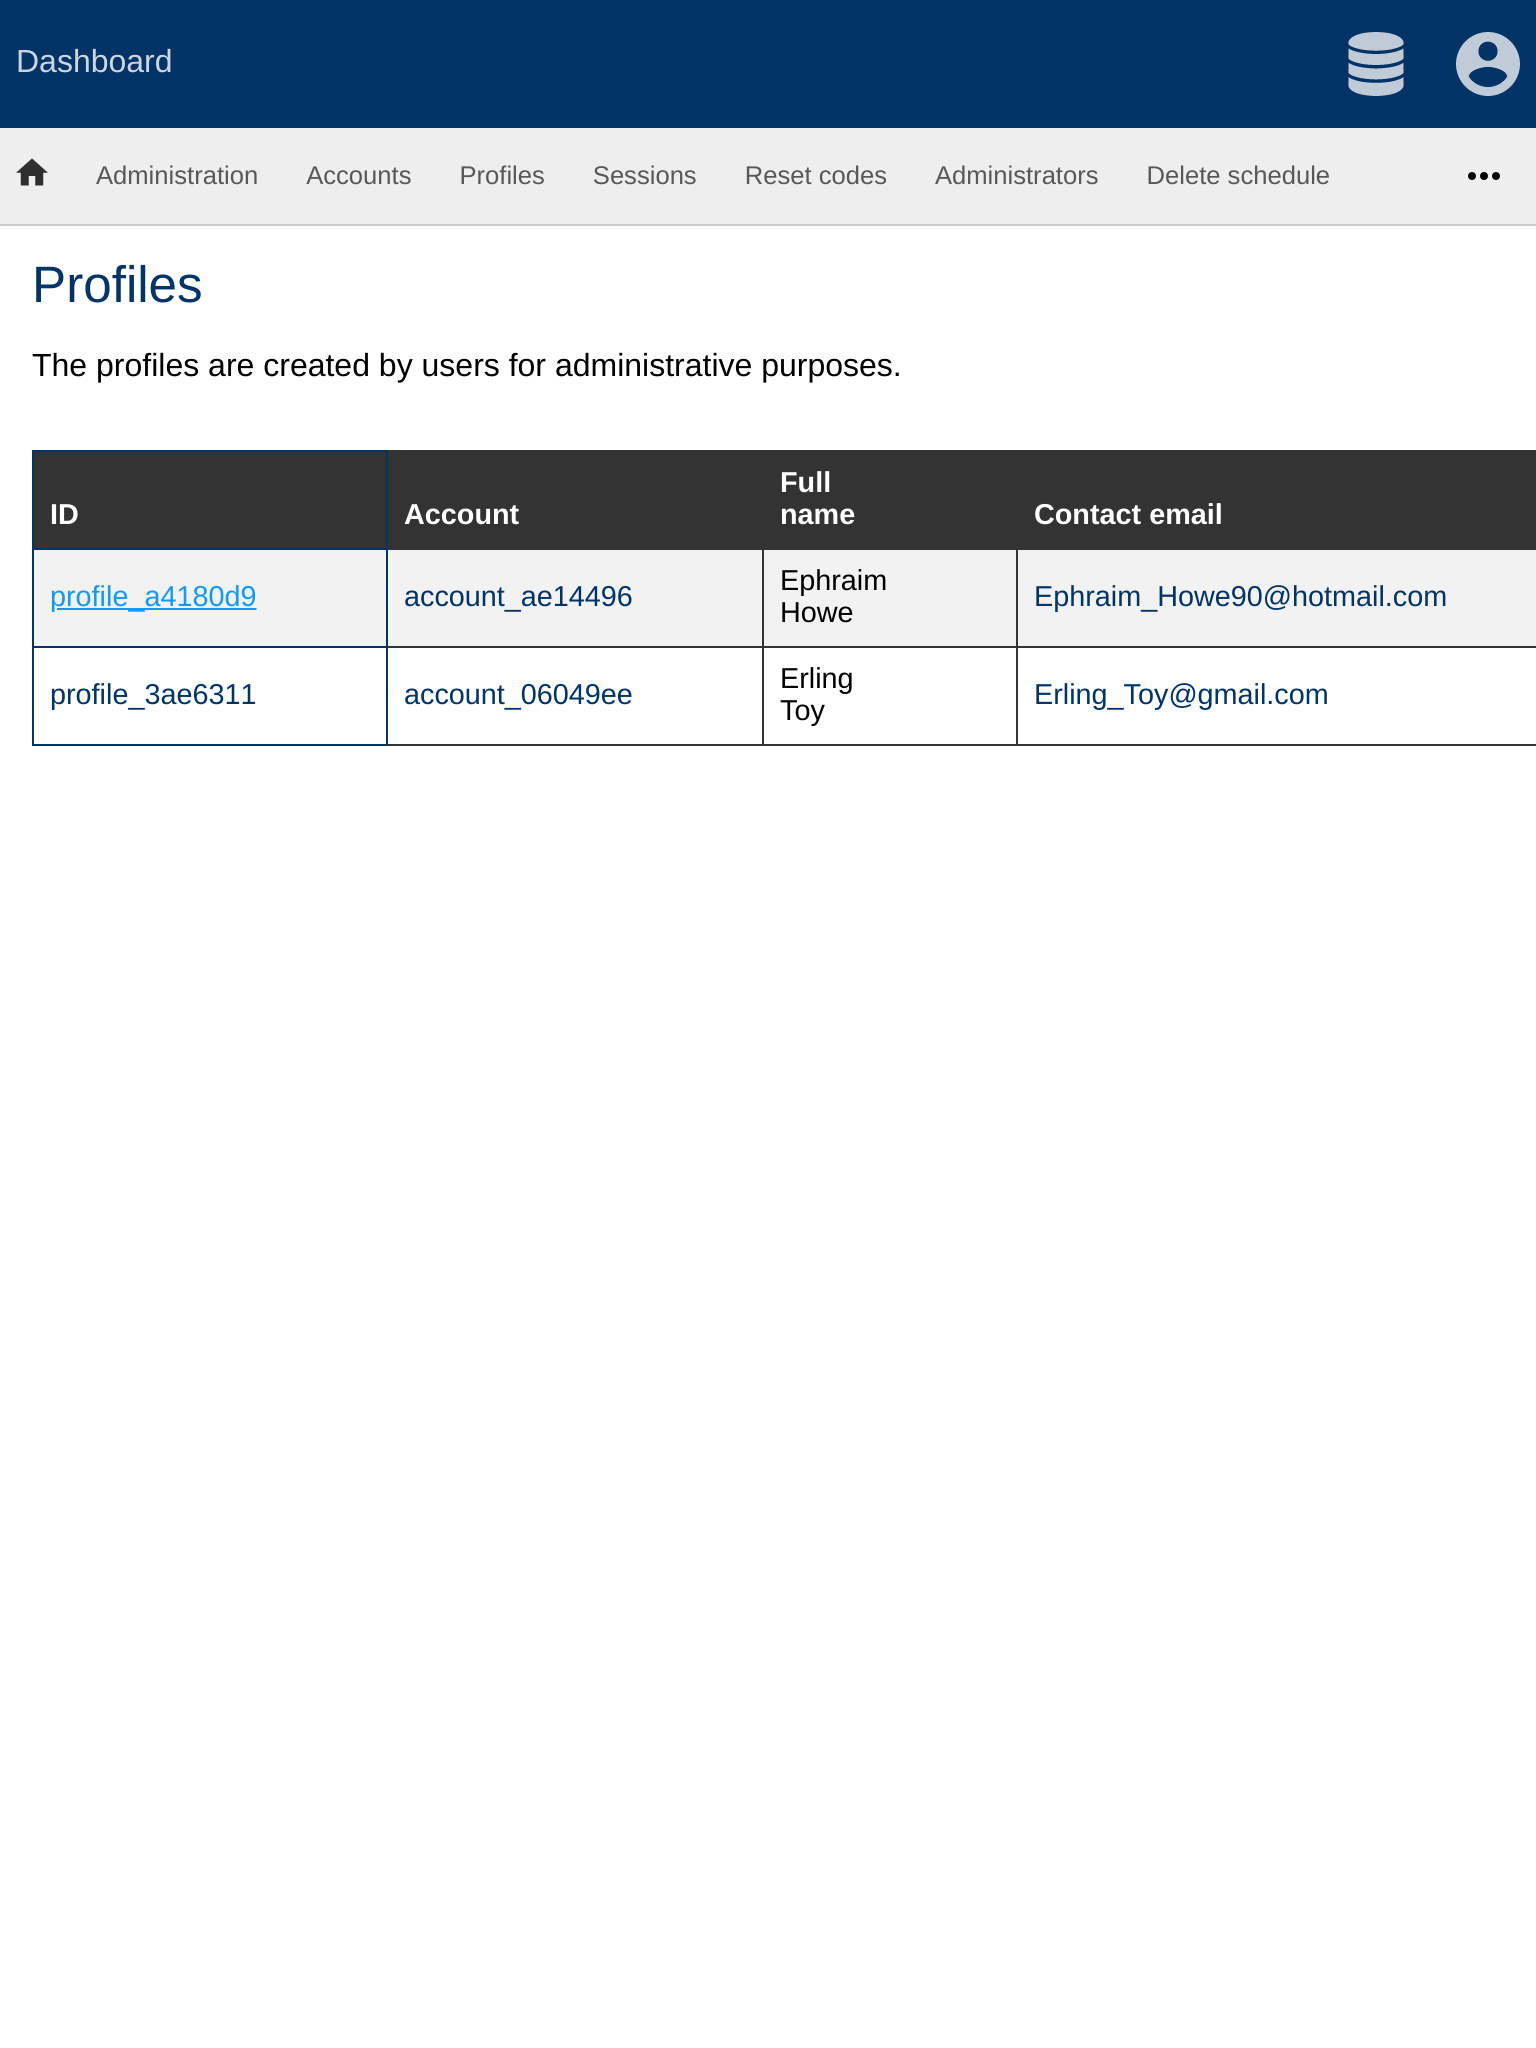 Dashboard
Administration Accounts Profiles Sessions Reset codes Administrators Delete schedule
Profiles
The profiles are created by users for administrative purposes.
ID Account Full name Contact email
profile_a4180d9 account_ae14496 Ephraim Howe Ephraim_Howe90@hotmail.com
profile_3ae6311 account_06049ee Erling Toy Erling_Toy@gmail.com